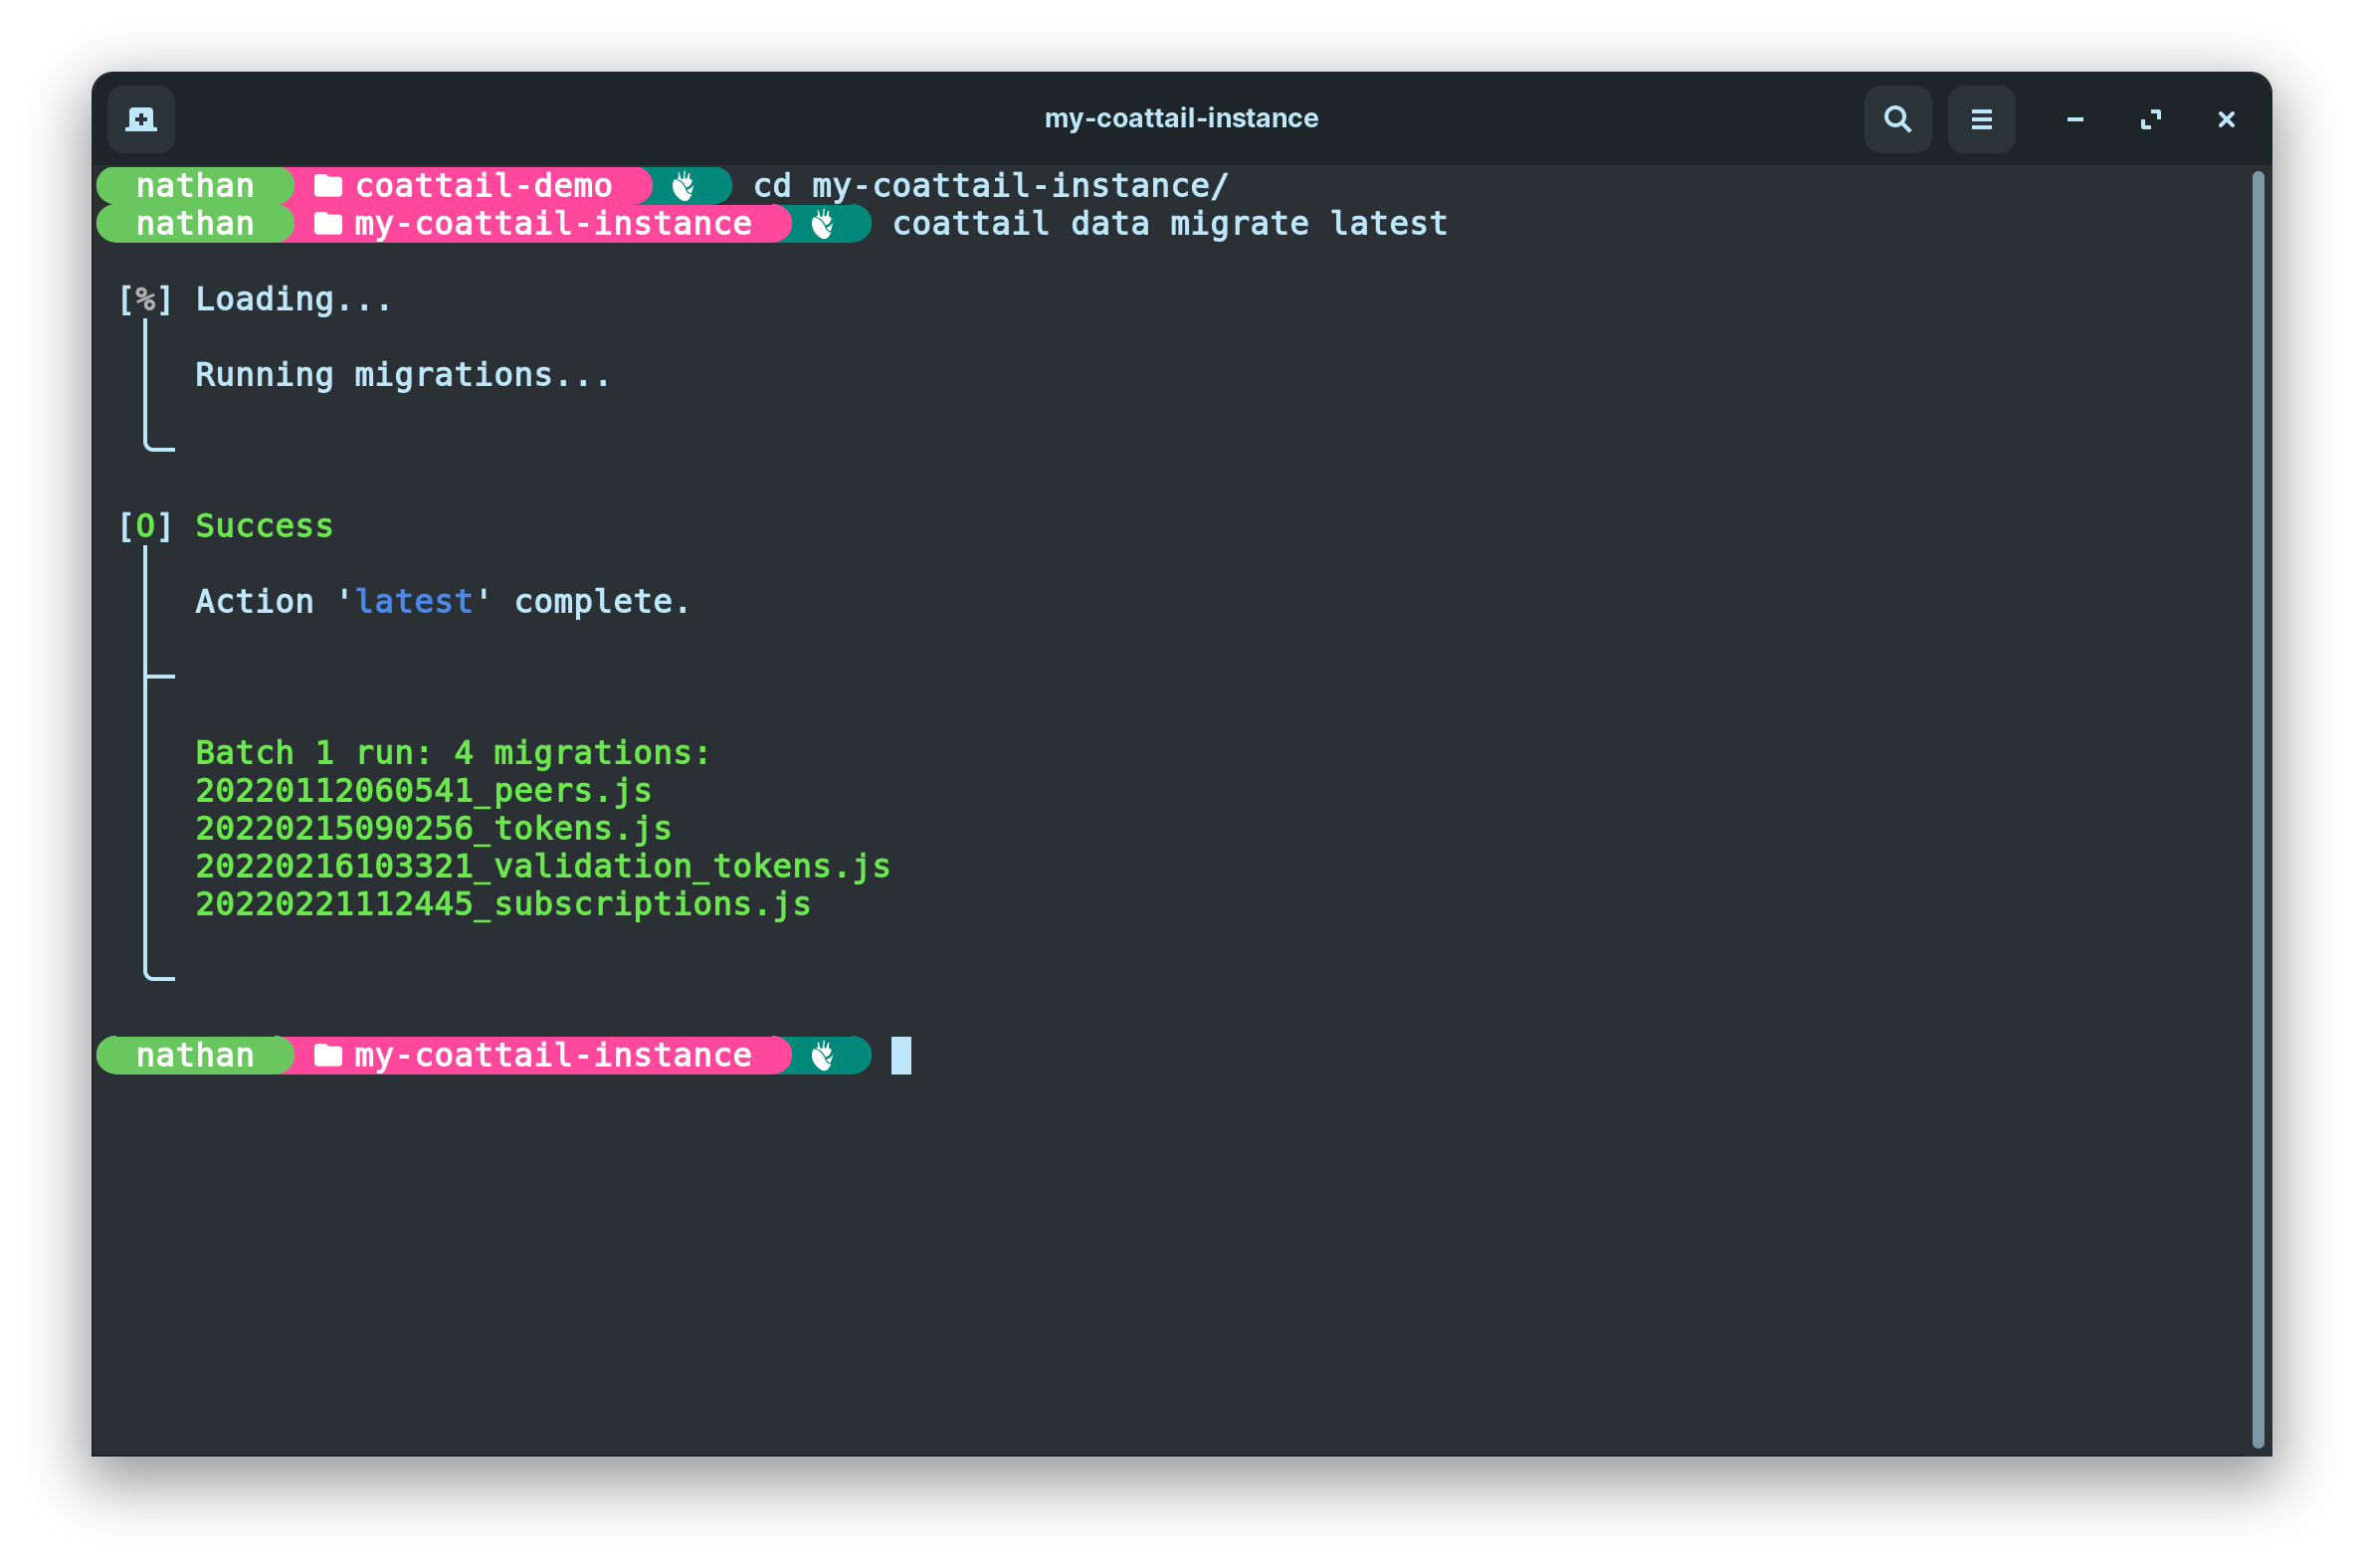 my-coattail-instance
nathan coattail-demo cd my-coattail-instance/
nathan my-coattail-instance coattail data migrate latest
[%] Loading...
Running migrations...
[O] Success
Action 'latest' complete.
Batch 1 run: 4 migrations:
20220112060541_peers.js
20220215090256_tokens.js
20220216103321_validation_tokens.js
20220221112445_subscriptions.js
nathan my-coattail-instance